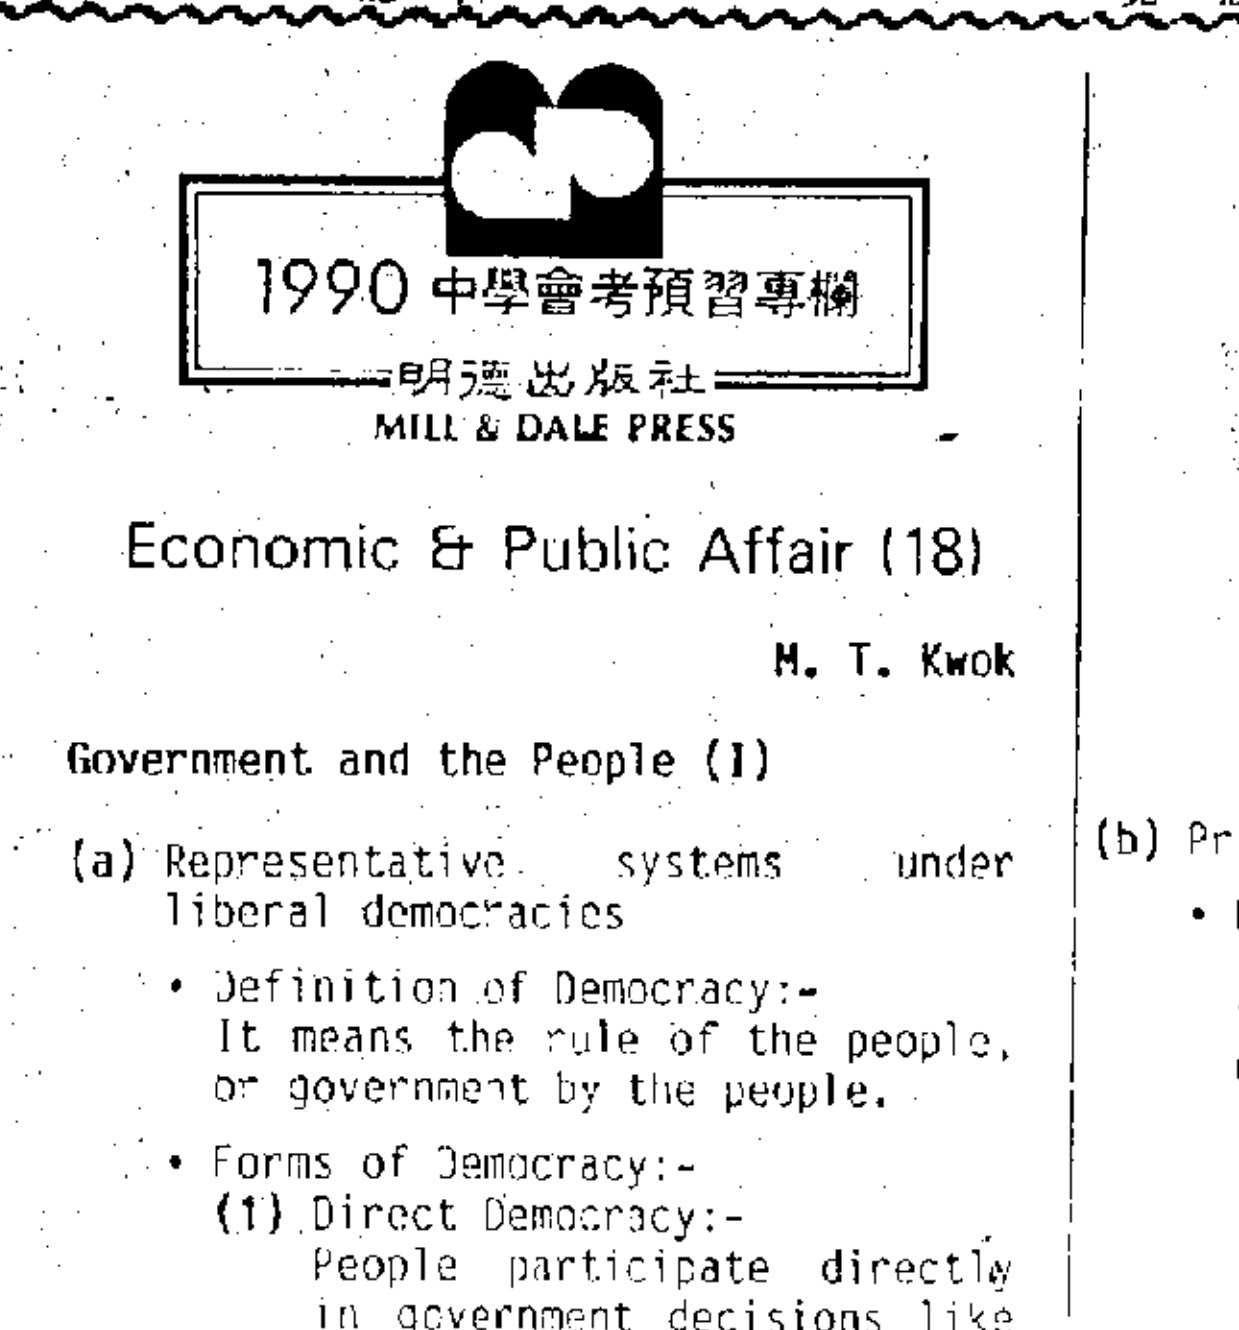 1990 中學會考預習專欄
明德出版社
MILL & DALE PRESS
Economic & Public Affair (18)
M. T. Kwok
Government and the People (I)
(a) Representative systems under
liberal democracies
• Definition of Democracy:-
It means the rule of the people,
or government by the people.
• Forms of Democracy:-
(1) Direct Democracy:-
People participate directly
in government decisions like
(b) Pr
•